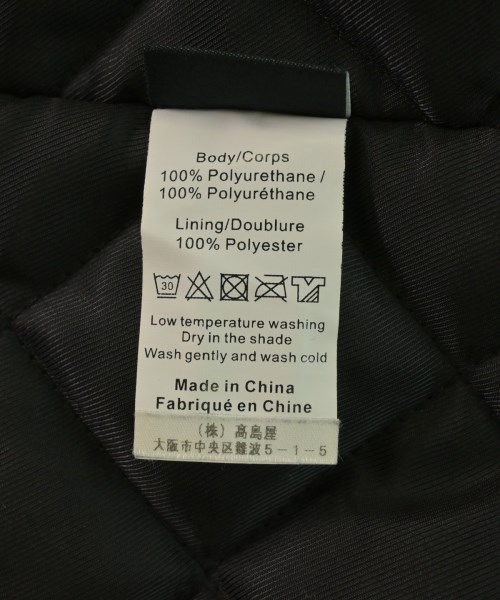 Body/Corps
100% Polyurethane /
100% Polyuréthane
Lining/Doublure
100% Polyester
30
Low temperature washing
Dry in the shade
Wash gently and wash cold
Made in China
Fabriqué en Chine
(株) 髙島屋
大阪市中央区難波5-1-5